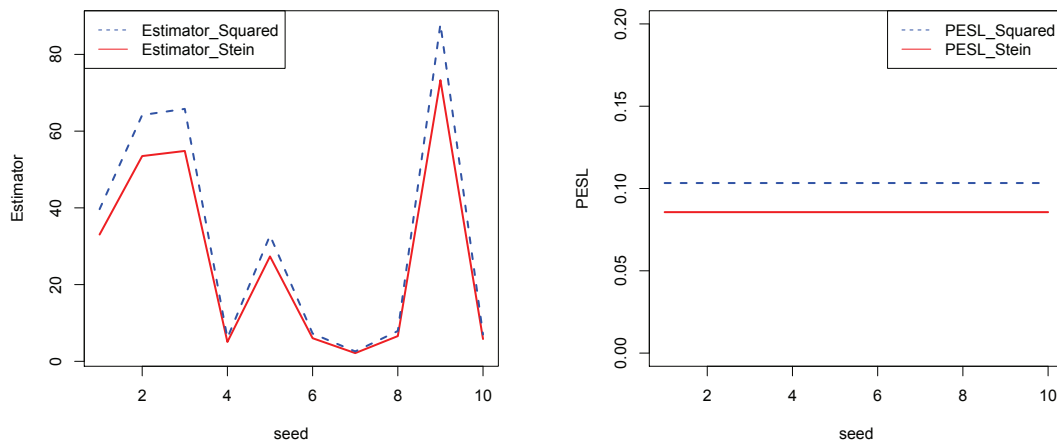 Estimator_Squared
Estimator_Stein
Estimator
0
20
40
60
80
2
4
6
8
10
seed
PESL_Squared
PESL_Stein
PESL
0.00
0.05
0.10
0.15
0.20
2
4
6
8
10
seed